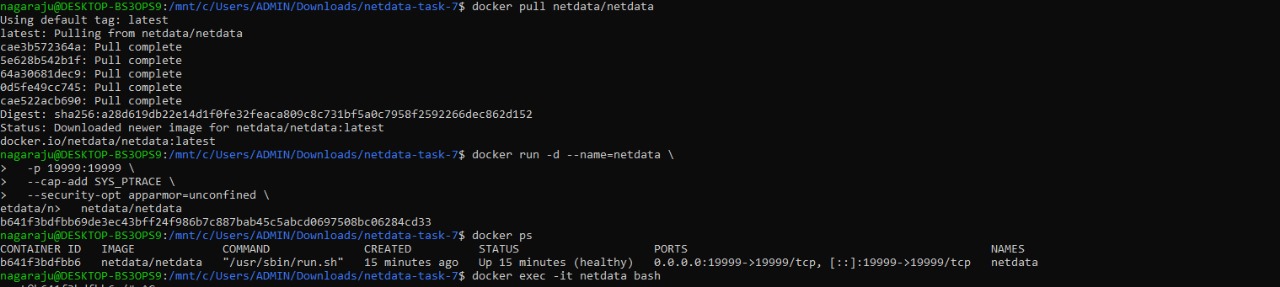 nagaraju@DESKTOP-BS3OPS9:/mnt/c/Users/ADMIN/Downloads/netdata-task-7$ docker pull netdata/netdata
Using default tag: latest
latest: Pulling from netdata/netdata
cae3b572364a: Pull complete
5e628b542b1f: Pull complete
64a30681dec9: Pull complete
0d5fe49cc745: Pull complete
cae522acb690: Pull complete
Digest: sha256:a28d619db22e14d1f0fe32feaca809c8c731bf5a0c7958f2592266dec862d152
Status: Downloaded newer image for netdata/netdata:latest
docker.io/netdata/netdata:latest
nagaraju@DESKTOP-BS3OPS9:/mnt/c/Users/ADMIN/Downloads/netdata-task-7$ docker run -d --name=netdata \
>   -p 19999:19999 \
>   --cap-add SYS_PTRACE \
>   --security-opt apparmor=unconfined \
etdata/n>   netdata/netdata
b641f3bdfbb69de3ec43bff24f986b7c887bab45c5abcd0697508bc06284cd33
nagaraju@DESKTOP-BS3OPS9:/mnt/c/Users/ADMIN/Downloads/netdata-task-7$ docker ps
CONTAINER ID   IMAGE             COMMAND              CREATED          STATUS                    PORTS                                             NAMES
b641f3bdfbb6   netdata/netdata   "/usr/sbin/run.sh"   15 minutes ago   Up 15 minutes (healthy)   0.0.0.0:19999->19999/tcp, [::]:19999->19999/tcp   netdata
nagaraju@DESKTOP-BS3OPS9:/mnt/c/Users/ADMIN/Downloads/netdata-task-7$ docker exec -it netdata bash